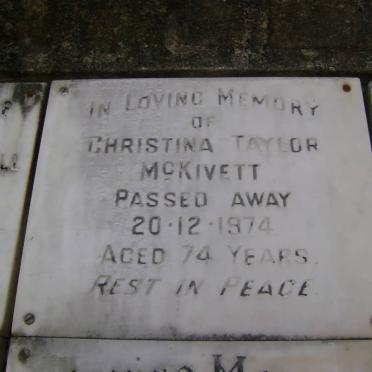 IN LOVING MEMORY
OF
CHRISTINA TAYLOR
MCKIVETT
PASSED AWAY
20·12·1974
AGED 74 YEARS.
REST IN PEACE